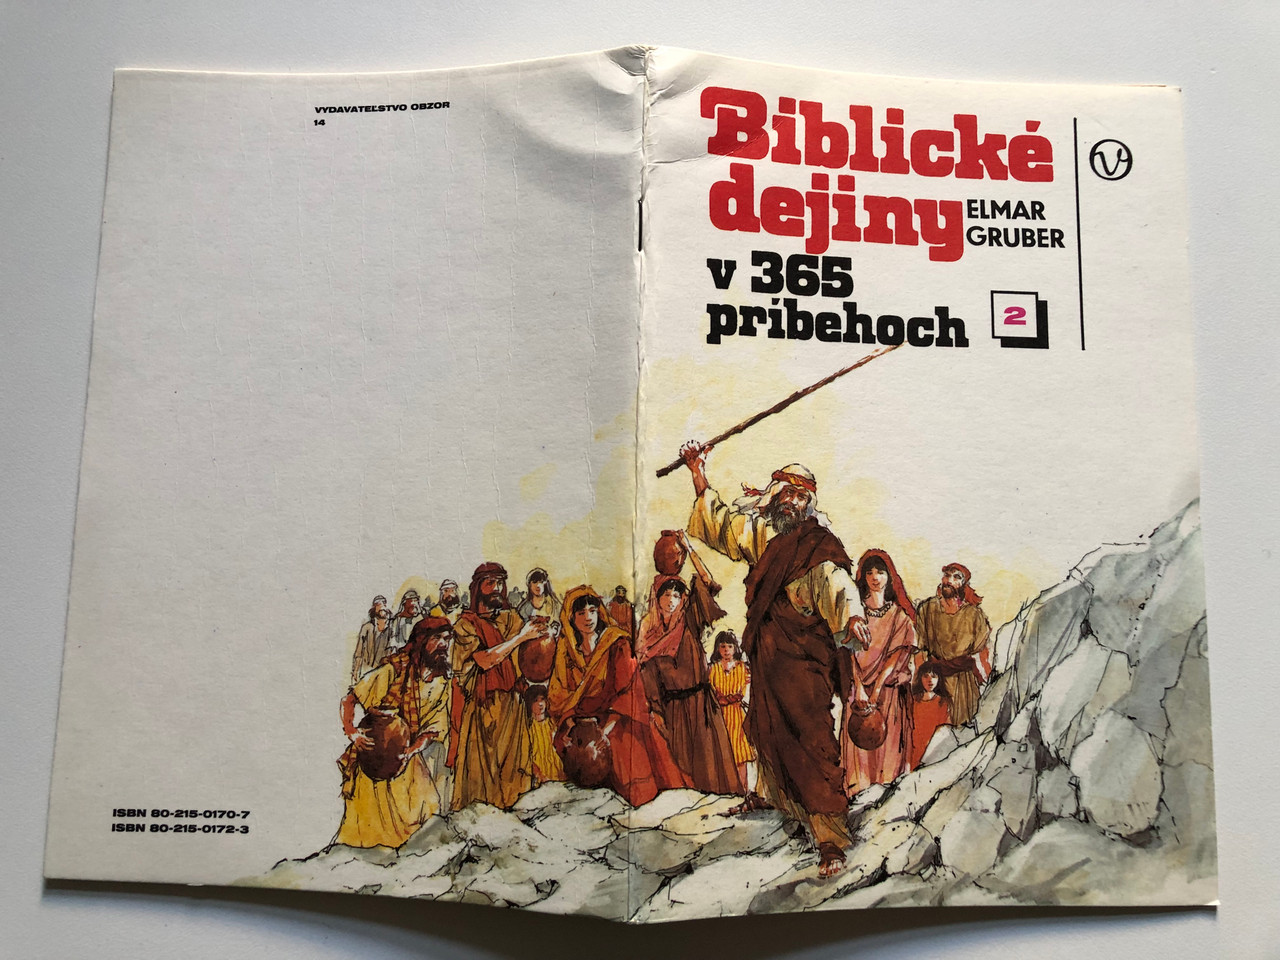 VYDAVATEĽSTVO OBZOR
14
ISBN 80-215-0170-7
ISBN 80-215-0172-3
Biblické
dejiny
ELMAR
GRUBER
v 365
príbehoch
2